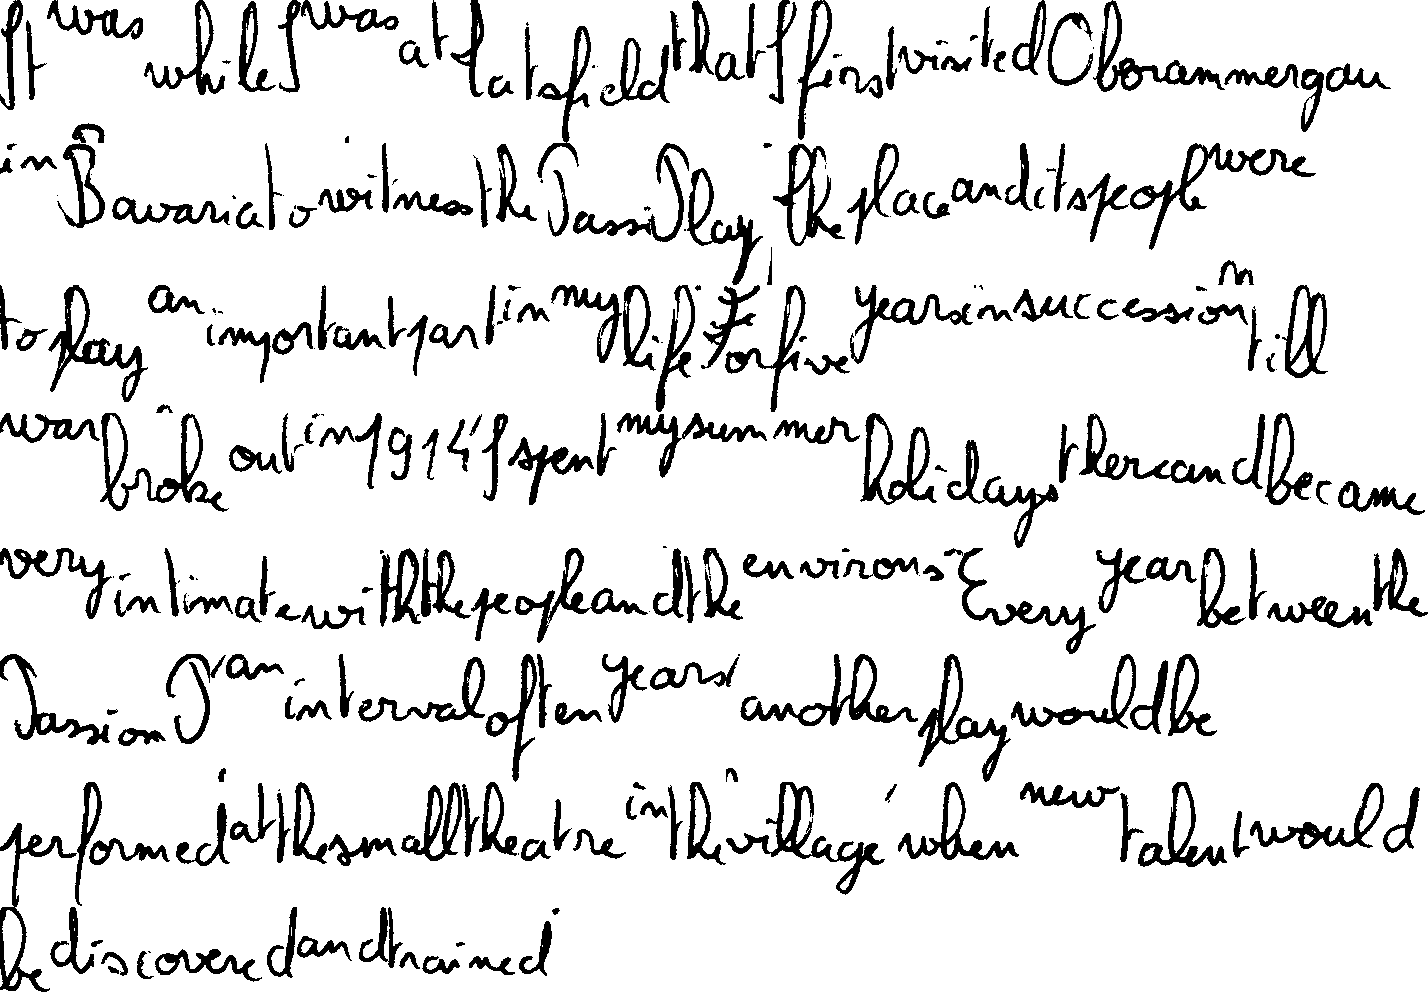 It was while I was at Latsfield that I first visited Oberammergau
in Bavaria to witness the Passi Play, the place and its people were
to play an important part in my life. For five years in succession till
war broke out in 1914 I spent my summer holidays there and became
very intimate with the people and the environs. Every year between the
Passion P an interval of ten years another play would be
performed at the small theatre in the village when new talent would
be discovered and trained